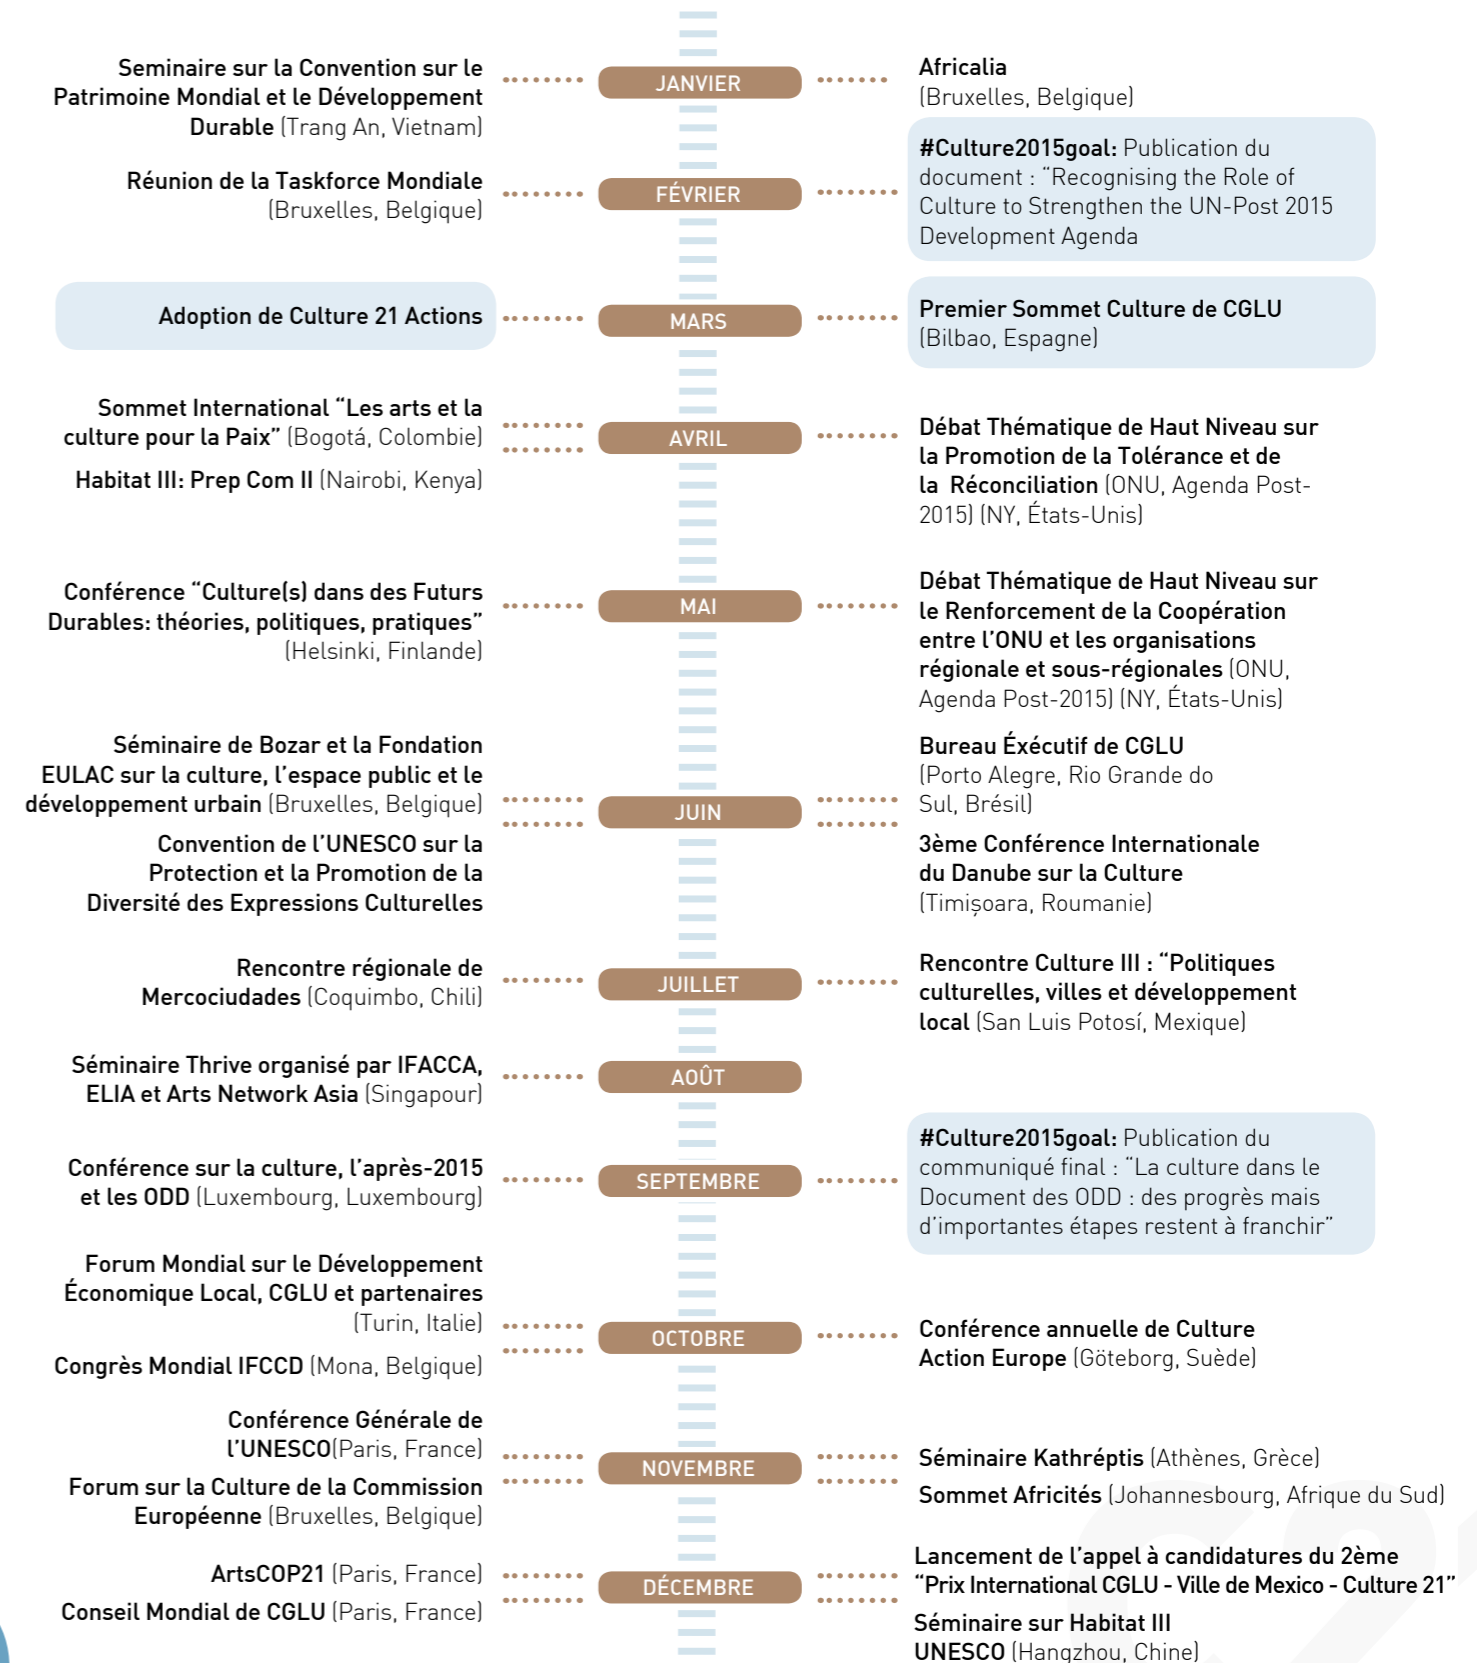 Seminaire sur la Convention sur le
Patrimoine Mondial et le Développement
Durable (Trang An, Vietnam)
JANVIER
Africalia
(Bruxelles, Belgique)
Réunion de la Taskforce Mondiale
(Bruxelles, Belgique)
FÉVRIER
#Culture2015goal: Publication du
document : “Recognising the Role of
Culture to Strengthen the UN-Post 2015
Development Agenda
Adoption de Culture 21 Actions
MARS
Premier Sommet Culture de CGLU
(Bilbao, Espagne)
Sommet International “Les arts et la
culture pour la Paix” (Bogotá, Colombie)
Habitat III: Prep Com II (Nairobi, Kenya)
AVRIL
Débat Thématique de Haut Niveau sur
la Promotion de la Tolérance et de
la Réconciliation (ONU, Agenda Post-
2015) (NY, États-Unis)
Conférence “Culture(s) dans des Futurs
Durables: théories, politiques, pratiques”
(Helsinki, Finlande)
MAI
Débat Thématique de Haut Niveau sur
le Renforcement de la Coopération
entre l’ONU et les organisations
régionale et sous-régionales (ONU,
Agenda Post-2015) (NY, États-Unis)
Séminaire de Bozar et la Fondation
EULAC sur la culture, l’espace public et le
développement urbain (Bruxelles, Belgique)
Convention de l’UNESCO sur la
Protection et la Promotion de la
Diversité des Expressions Culturelles
JUIN
Bureau Éxécutif de CGLU
(Porto Alegre, Rio Grande do
Sul, Brésil)
3ème Conférence Internationale
du Danube sur la Culture
(Timișoara, Roumanie)
Rencontre régionale de
Mercociudades (Coquimbo, Chili)
JUILLET
Rencontre Culture III : “Politiques
culturelles, villes et développement
local (San Luis Potosí, Mexique)
Séminaire Thrive organisé par IFACCA,
ELIA et Arts Network Asia (Singapour)
AOÛT
Conférence sur la culture, l’après-2015
et les ODD (Luxembourg, Luxembourg)
SEPTEMBRE
#Culture2015goal: Publication du
communiqué final : “La culture dans le
Document des ODD : des progrès mais
d’importantes étapes restent à franchir”
Forum Mondial sur le Développement
Économique Local, CGLU et partenaires
(Turin, Italie)
Congrès Mondial IFCCD (Mona, Belgique)
OCTOBRE
Conférence annuelle de Culture
Action Europe (Göteborg, Suède)
Conférence Générale de
l’UNESCO(Paris, France)
Forum sur la Culture de la Commission
Européenne (Bruxelles, Belgique)
NOVEMBRE
Séminaire Kathréptis (Athènes, Grèce)
Sommet Africités (Johannesbourg, Afrique du Sud)
ArtsCOP21 (Paris, France)
Conseil Mondial de CGLU (Paris, France)
DÉCEMBRE
Lancement de l’appel à candidatures du 2ème
“Prix International CGLU - Ville de Mexico - Culture 21”
Séminaire sur Habitat III
UNESCO (Hangzhou, Chine)